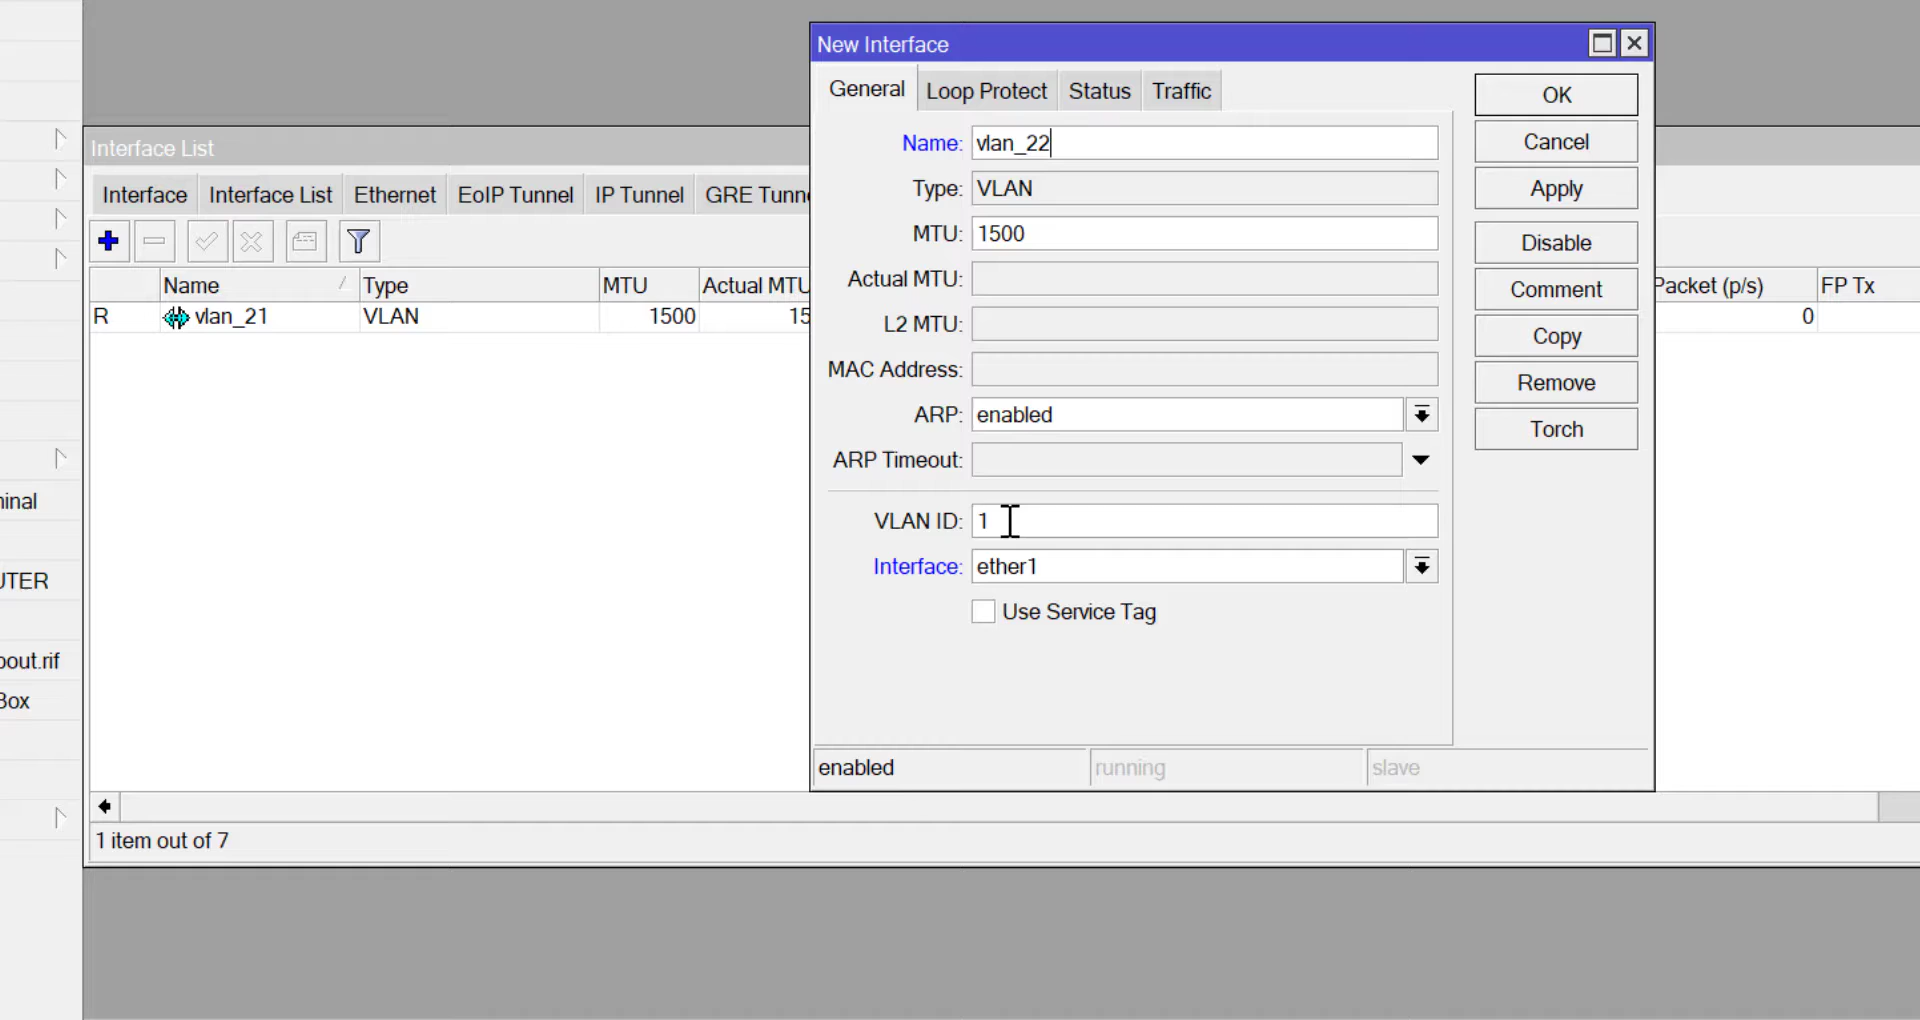 New Interface
General Loop Protect Status Traffic
Name: vlan_22
Type: VLAN
MTU: 1500
Actual MTU:
L2 MTU:
MAC Address:
ARP: enabled
ARP Timeout:
VLAN ID: 1
Interface: ether1
Use Service Tag
enabled running slave
OK
Cancel
Apply
Disable
Comment
Copy
Remove
Torch
Interface List
Interface Interface List Ethernet EoIP Tunnel IP Tunnel GRE Tunn
Name Type MTU Actual MTU Packet (p/s) FP Tx
R vlan_21 VLAN 1500 15 0
1 item out of 7
inal
UTER
out.rif
Box